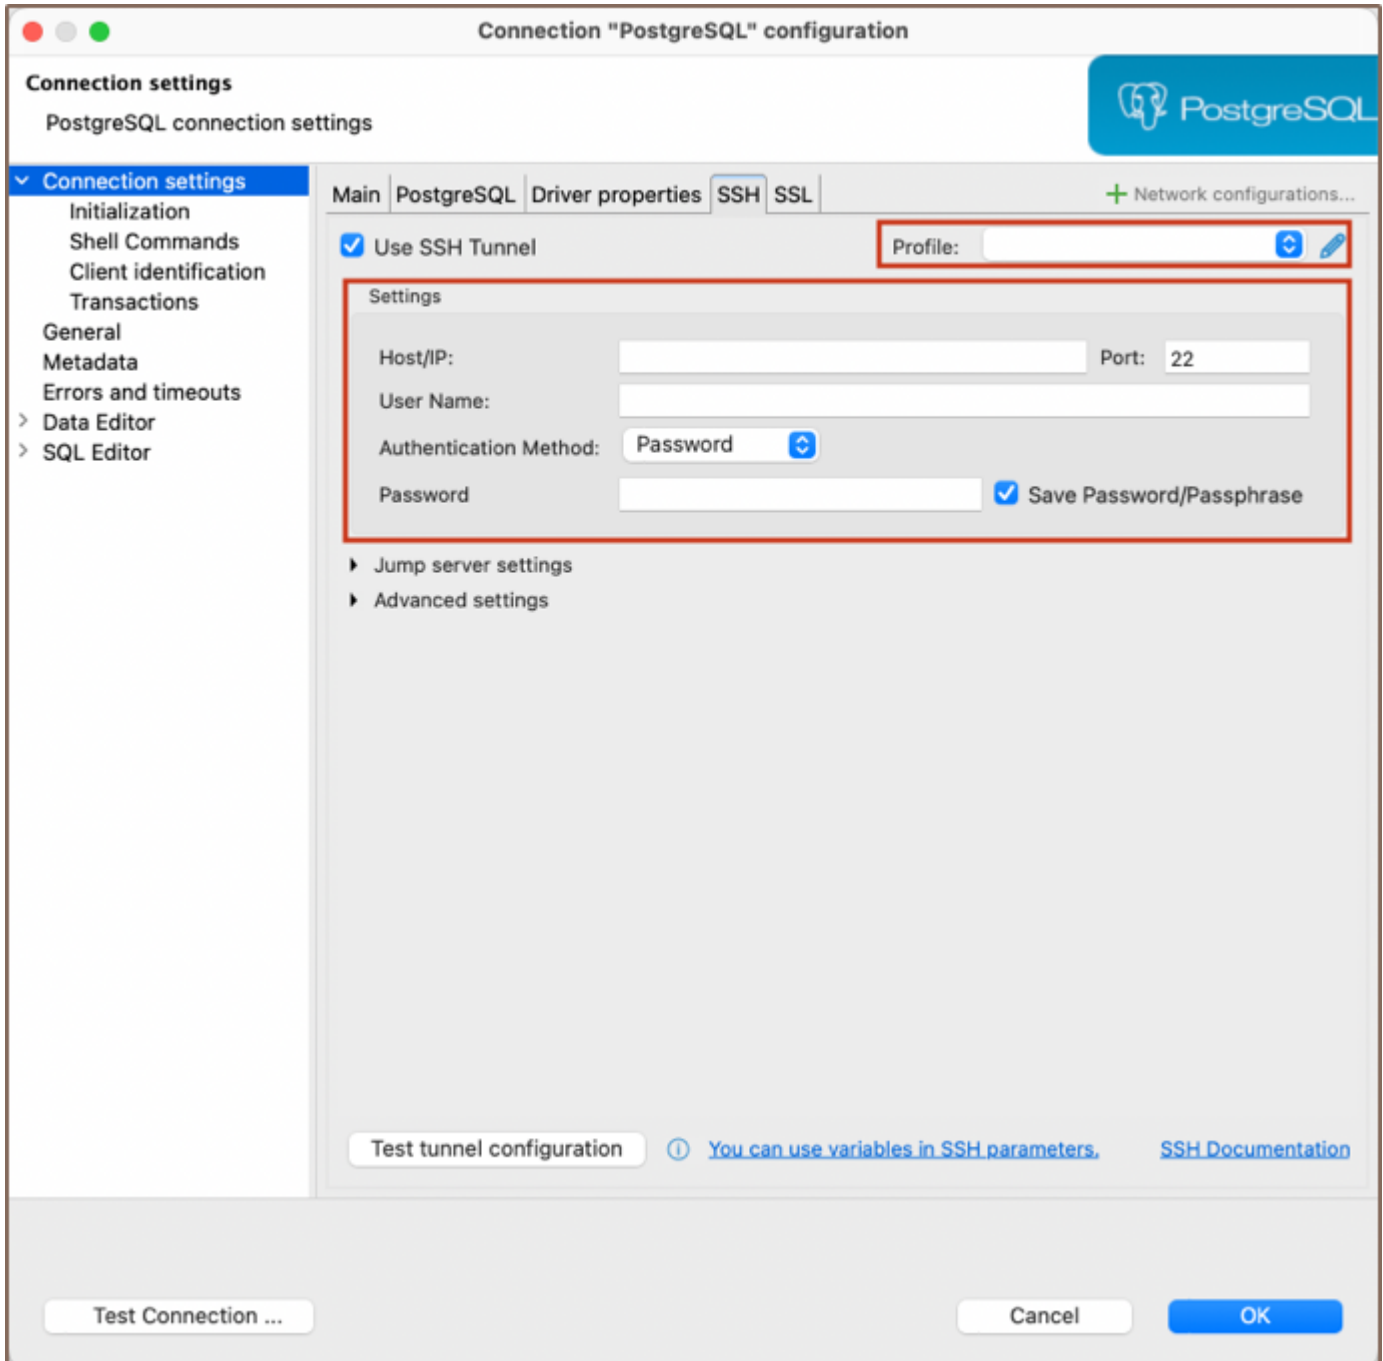 Connection "PostgreSQL" configuration
Connection settings
PostgreSQL connection settings
PostgreSQL
Connection settings
Initialization
Shell Commands
Client identification
Transactions
General
Metadata
Errors and timeouts
Data Editor
SQL Editor
Main PostgreSQL Driver properties SSH SSL
Network configurations...
Use SSH Tunnel
Profile:
Settings
Host/IP:
Port: 22
User Name:
Authentication Method: Password
Password
Save Password/Passphrase
Jump server settings
Advanced settings
Test tunnel configuration
You can use variables in SSH parameters.
SSH Documentation
Test Connection ...
Cancel
OK